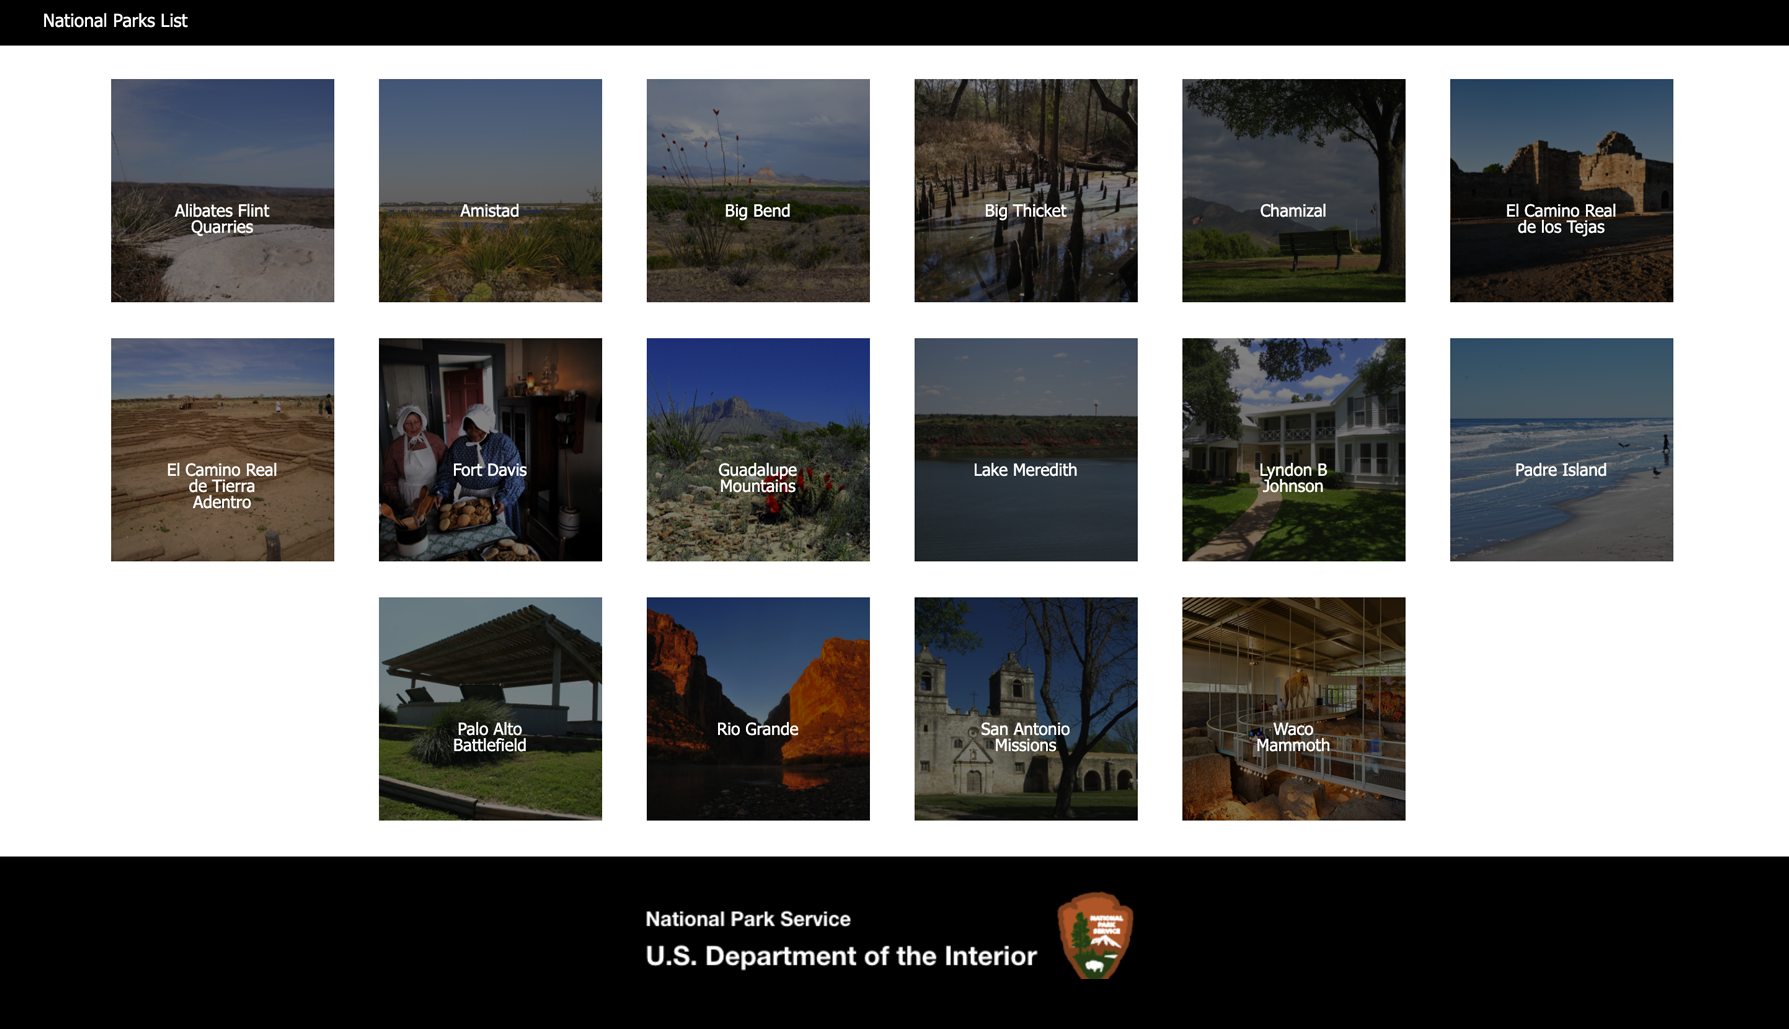 National Parks List
Alibates Flint
Quarries
Amistad
Big Bend
Big Thicket
Chamizal
El Camino Real
de los Tejas
El Camino Real
de Tierra
Adentro
Fort Davis
Guadalupe
Mountains
Lake Meredith
Lyndon B
Johnson
Padre Island
Palo Alto
Battlefield
Rio Grande
San Antonio
Missions
Waco
Mammoth
National Park Service
U.S. Department of the Interior
NATIONAL
PARK
SERVICE